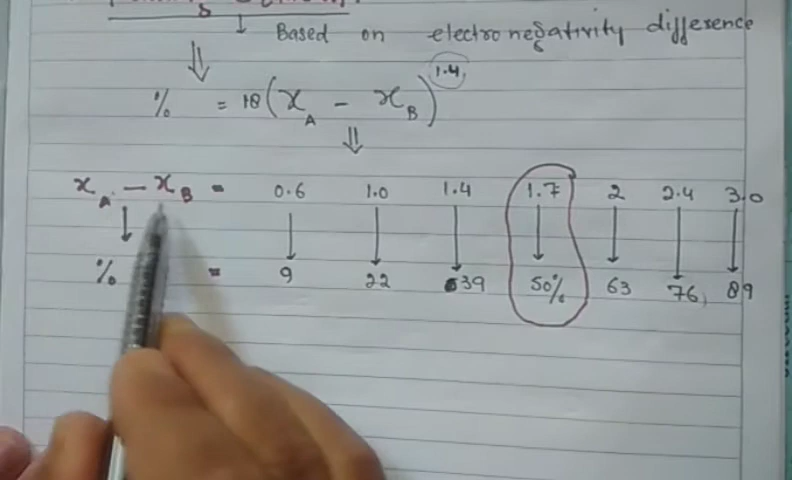 Based on electronegativity difference
% = 18(x_A - x_B)^1.4
x_A - x_B = 0.6 1.0 1.4 1.7 2 2.4 3.0
% = 9 22 39 50% 63 76, 89